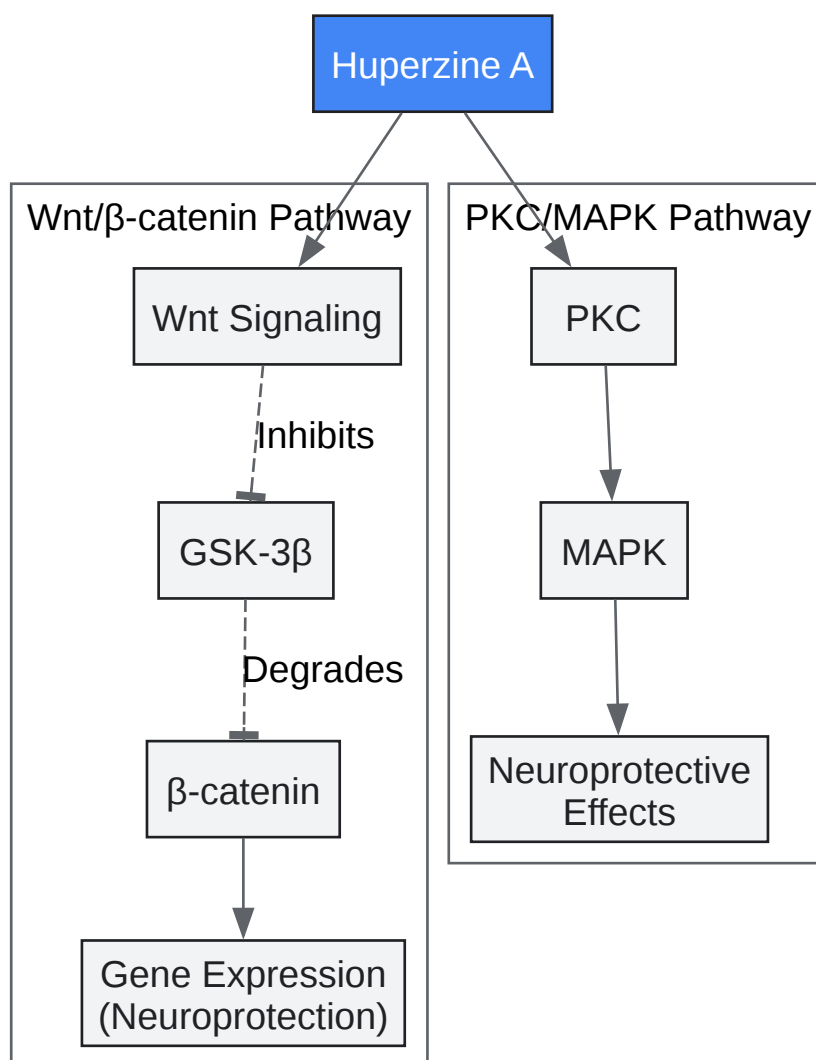 Huperzine A
Wnt/β-catenin Pathway
Wnt Signaling
Inhibits
GSK-3β
Degrades
β-catenin
Gene Expression
(Neuroprotection)
PKC/MAPK Pathway
PKC
MAPK
Neuroprotective
Effects